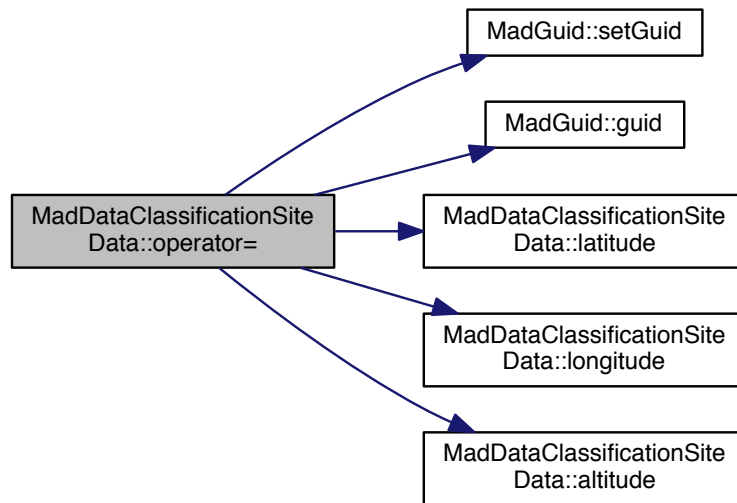 MadGuid::setGuid
MadGuid::guid
MadDataClassificationSite
Data::operator=
MadDataClassificationSite
Data::latitude
MadDataClassificationSite
Data::longitude
MadDataClassificationSite
Data::altitude